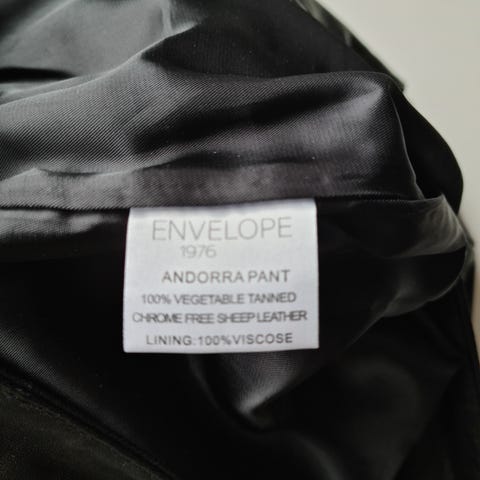 ENVELOPE
1976
ANDORRA PANT
100% VEGETABLE TANNED
CHROME FREE SHEEP LEATHER
LINING:100%VISCOSE